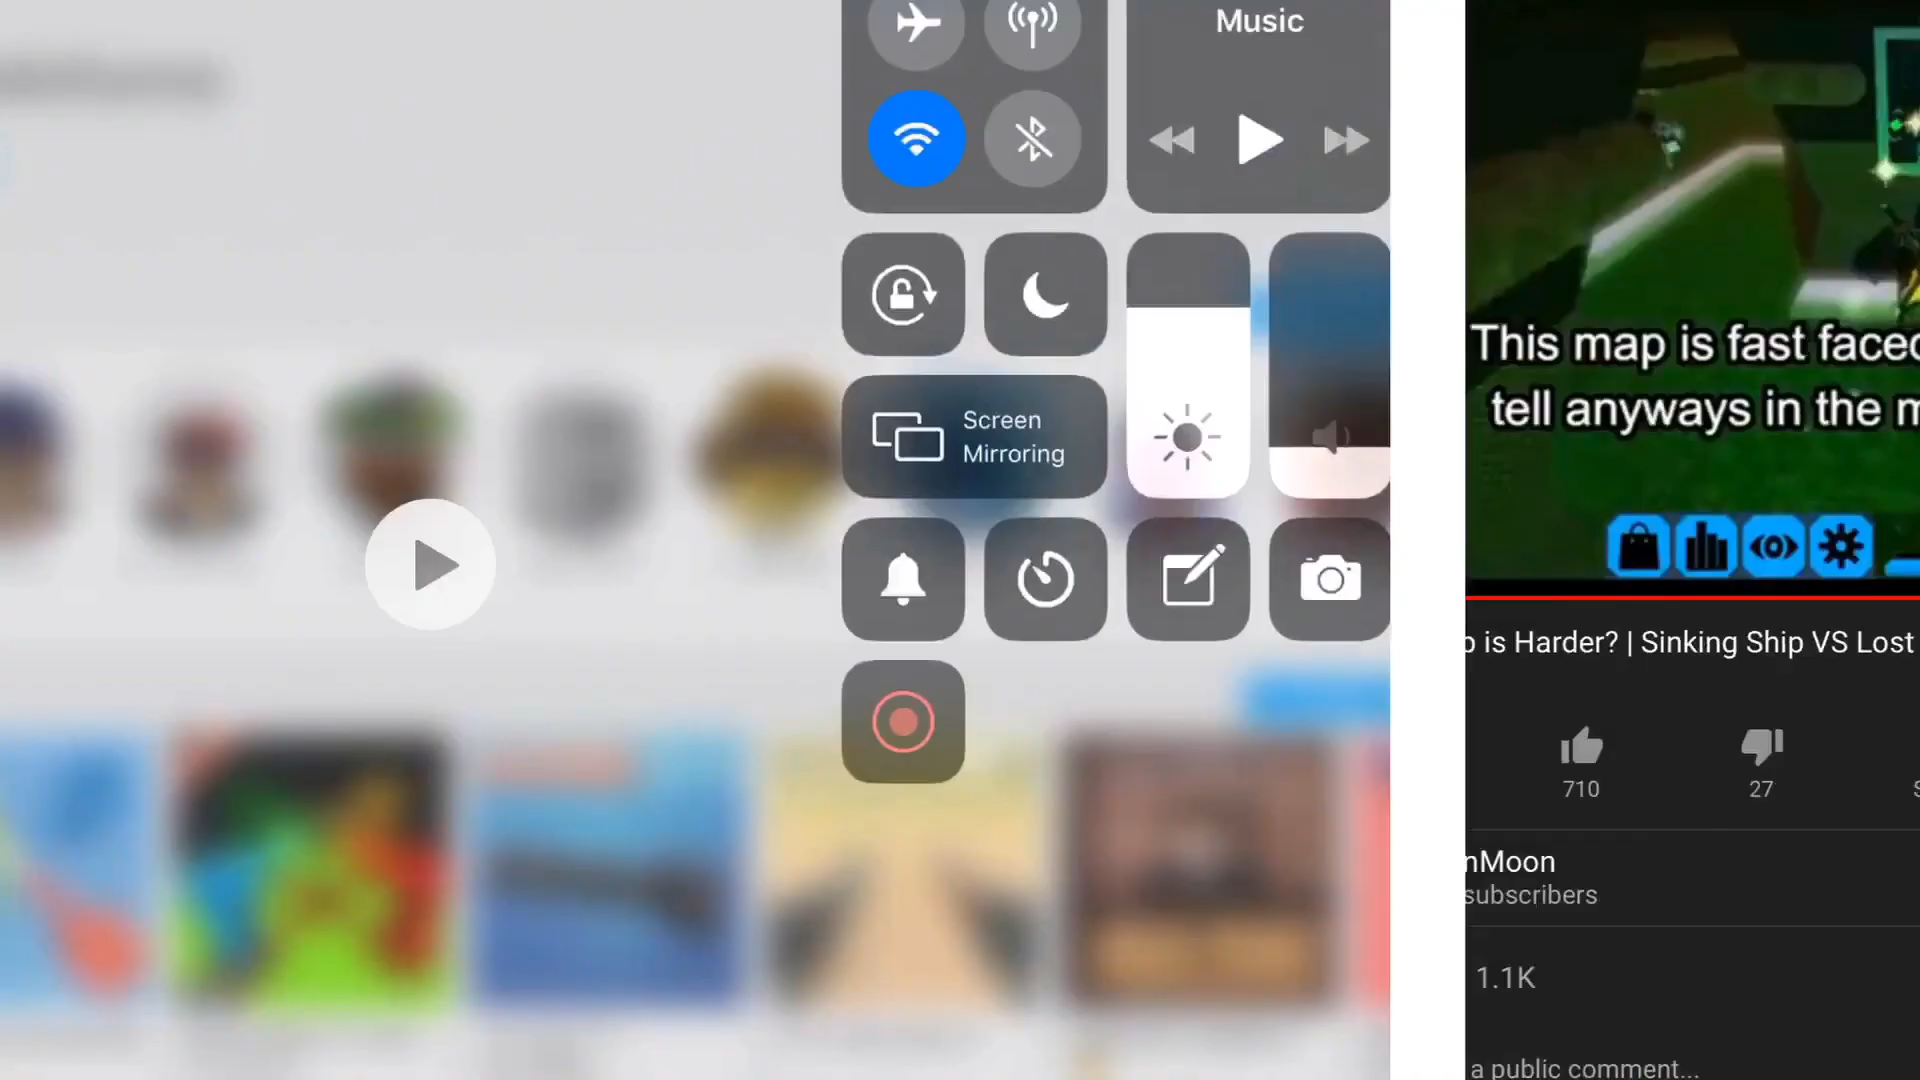 Music
Screen
Mirroring
This map is fast faced
tell anyways in the m
p is Harder? | Sinking Ship VS Lost
710
27
S
nMoon
subscribers
1.1K
a public comment...